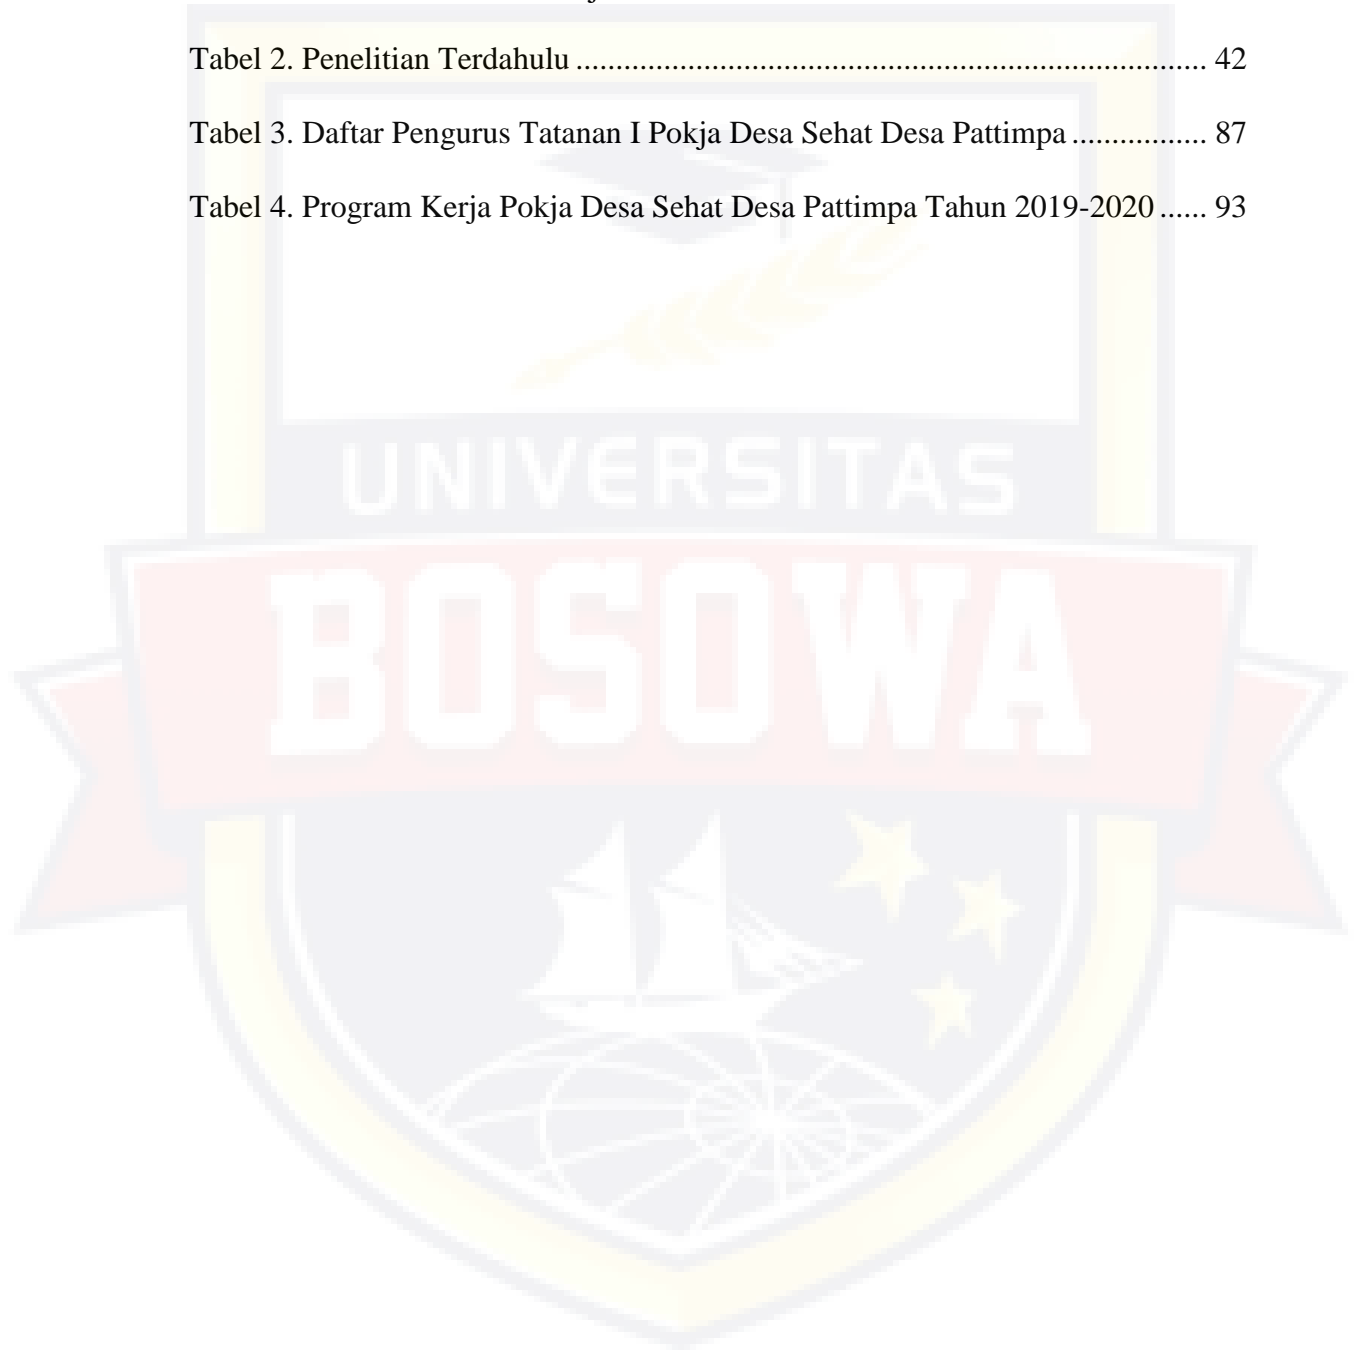 Tabel 2. Penelitian Terdahulu ............................................................................... 42
Tabel 3. Daftar Pengurus Tatanan I Pokja Desa Sehat Desa Pattimpa ................. 87
Tabel 4. Program Kerja Pokja Desa Sehat Desa Pattimpa Tahun 2019-2020 ...... 93
UNIVERSITAS
BOSOWA